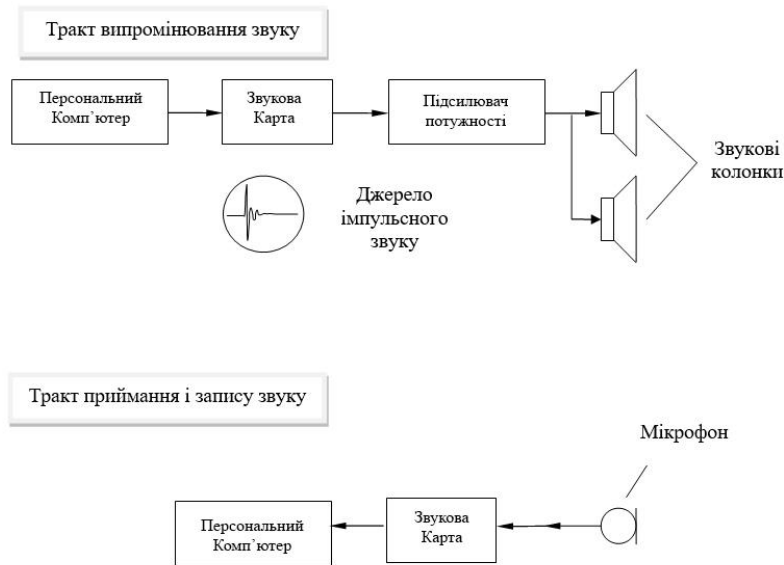 Тракт випромінювання звуку
Персональний
Комп’ютер
Звукова
Карта
Підсилювач
потужності
Звукові
колонки
Джерело
імпульсного
звуку
Тракт приймання і запису звуку
Мікрофон
Персональний
Комп’ютер
Звукова
Карта